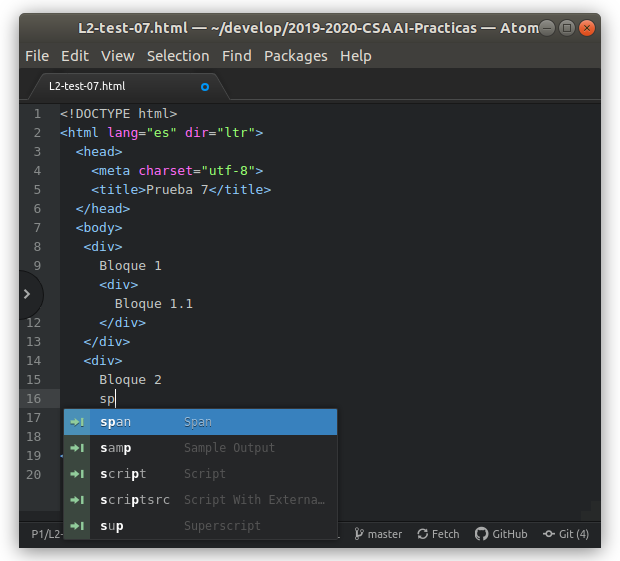 L2-test-07.html — ~/develop/2019-2020-CSAAI-Practicas — Atom
File Edit View Selection Find Packages Help
L2-test-07.html
1 <!DOCTYPE html>
2 <html lang="es" dir="ltr">
3 <head>
4 <meta charset="utf-8">
5 <title>Prueba 7</title>
6 </head>
7 <body>
8 <div>
9 Bloque 1
<div>
Bloque 1.1
12 </div>
13 </div>
14 <div>
15 Bloque 2
16 sp
17
18
19 <
20
span Span
samp Sample Output
script Script
scriptsrc Script With Externa…
sup Superscript
P1/L2- master Fetch GitHub Git (4)